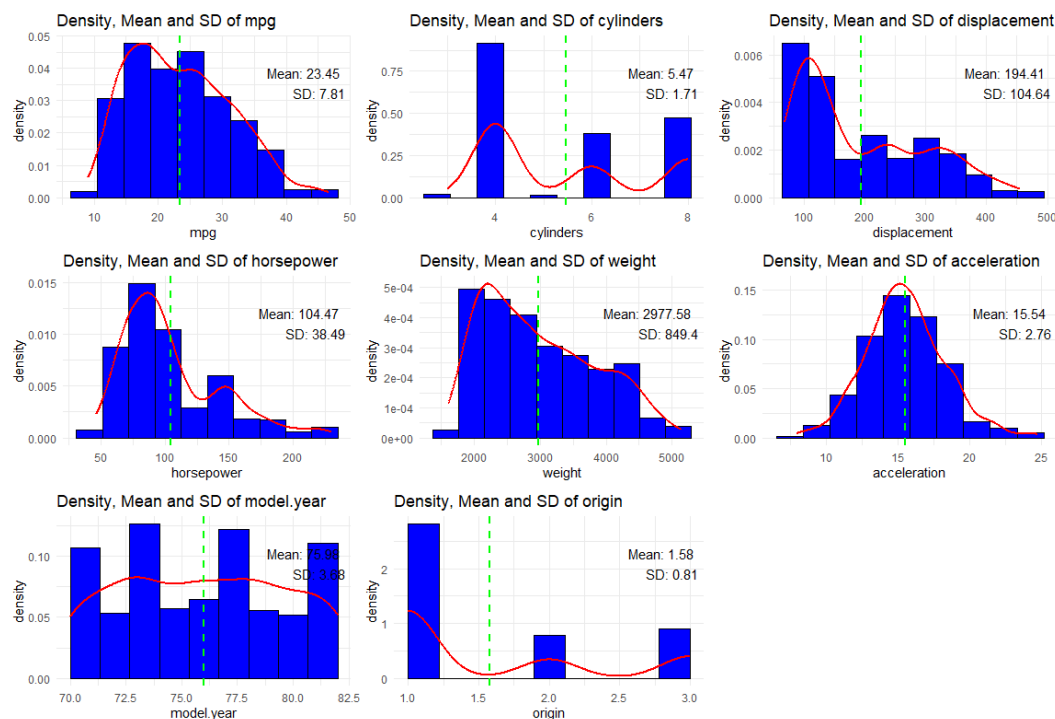 Density, Mean and SD of mpg
0.05
0.04
0.03
0.02
0.01
0.00
density
Mean: 23.45
SD: 7.81
10
20
30
40
50
mpg
Density, Mean and SD of cylinders
0.75
0.50
0.25
0.00
density
Mean: 5.47
SD: 1.71
4
6
8
cylinders
Density, Mean and SD of displacement
0.006
0.004
0.002
0.000
density
Mean: 194.41
SD: 104.64
100
200
300
400
500
displacement
Density, Mean and SD of horsepower
0.015
0.010
0.005
0.000
density
Mean: 104.47
SD: 38.49
50
100
150
200
horsepower
Density, Mean and SD of weight
5e-04
4e-04
3e-04
2e-04
1e-04
0e+00
density
Mean: 2977.58
SD: 849.4
2000
3000
4000
5000
weight
Density, Mean and SD of acceleration
0.15
0.10
0.05
0.00
density
Mean: 15.54
SD: 2.76
10
15
20
25
acceleration
Density, Mean and SD of model.year
0.10
0.05
0.00
density
Mean: 75.98
SD: 3.68
70.0
72.5
75.0
77.5
80.0
82.5
model.year
Density, Mean and SD of origin
2
1
0
density
Mean: 1.58
SD: 0.81
1.0
1.5
2.0
2.5
3.0
origin